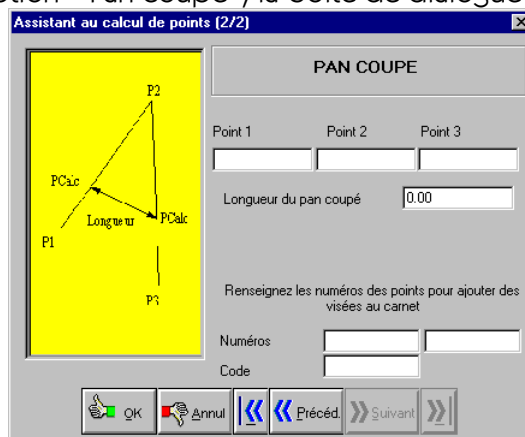 Assistant au calcul de points (2/2)
PAN COUPE
P2
PCalc
Longueur
PCalc
P1
P3
Point 1 Point 2 Point 3
Longueur du pan coupé 0.00
Renseignez les numéros des points pour ajouter des
visées au carnet
Numéros
Code
OK Annul Précéd. Suivant